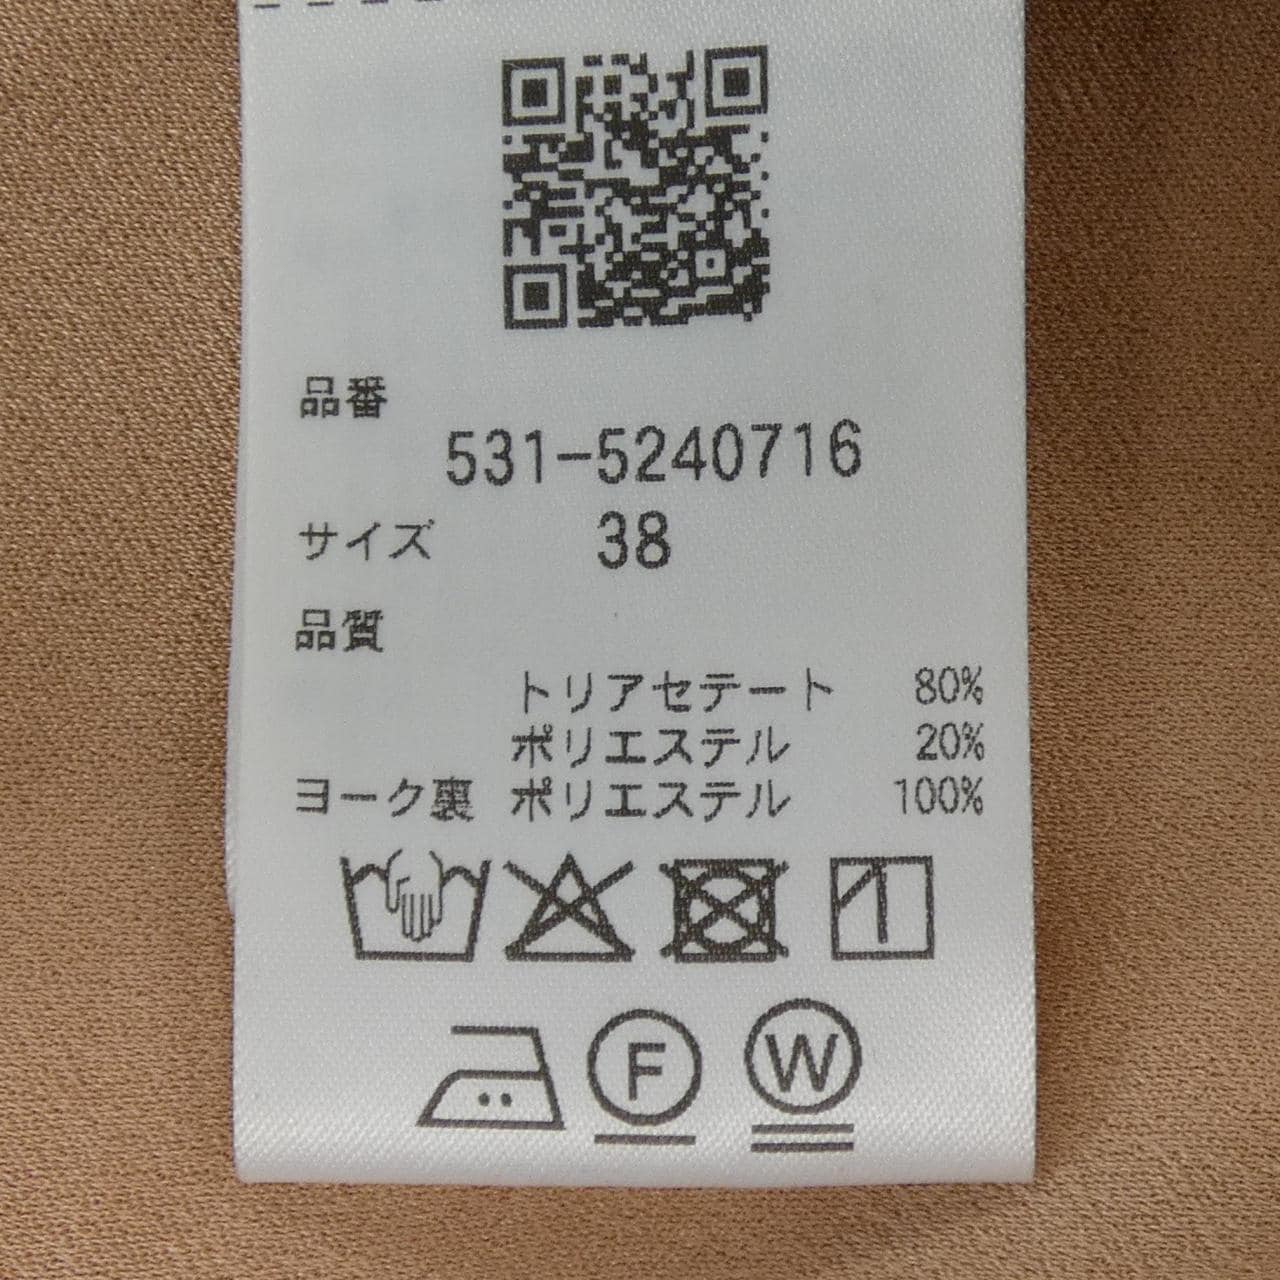 品番
531-5240716
サイズ 38
品質
トリアセテート 80%
ポリエステル 20%
ヨーク裏 ポリエステル 100%
F W